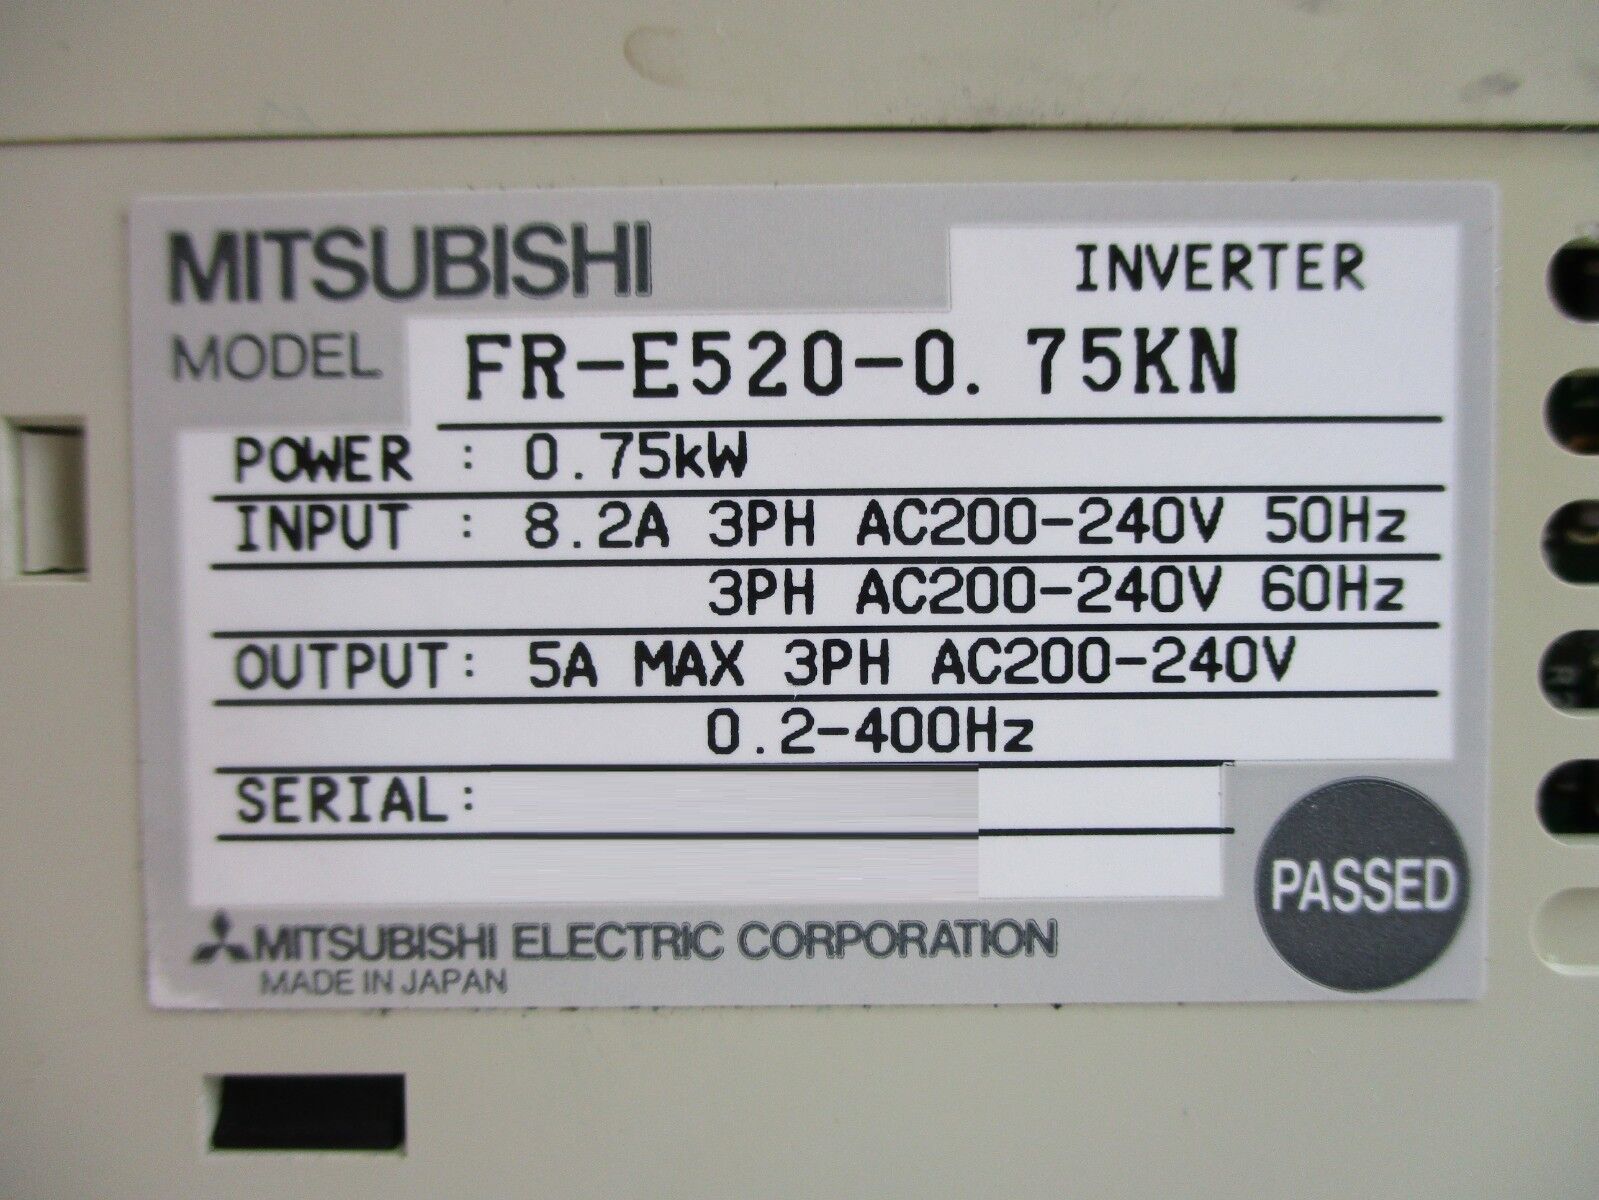 MITSUBISHI INVERTER
MODEL FR-E520-0.75KN
POWER : 0.75kW
INPUT : 8.2A 3PH AC200-240V 50Hz
3PH AC200-240V 60Hz
OUTPUT: 5A MAX 3PH AC200-240V
0.2-400Hz
SERIAL:
PASSED
MITSUBISHI ELECTRIC CORPORATION
MADE IN JAPAN